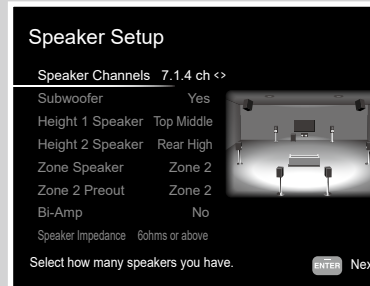 Speaker Setup
Speaker Channels 7.1.4 ch <>
Subwoofer Yes
Height 1 Speaker Top Middle
Height 2 Speaker Rear High
Zone Speaker Zone 2
Zone 2 Preout Zone 2
Bi-Amp No
Speaker Impedance 6ohms or above
Select how many speakers you have.
ENTER Nex